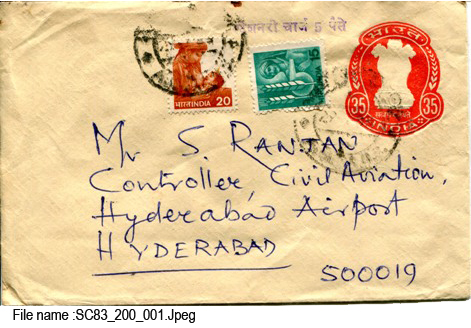 स्टेशनरी चार्ज 5 पैसे
भारत INDIA 20
15
भारत
35 35
INDIA
Mr S. RANJAN
Controller, Civil Aviation,
Hyderabad Airport
HYDERABAD
500019
File name :SC83_200_001.Jpeg